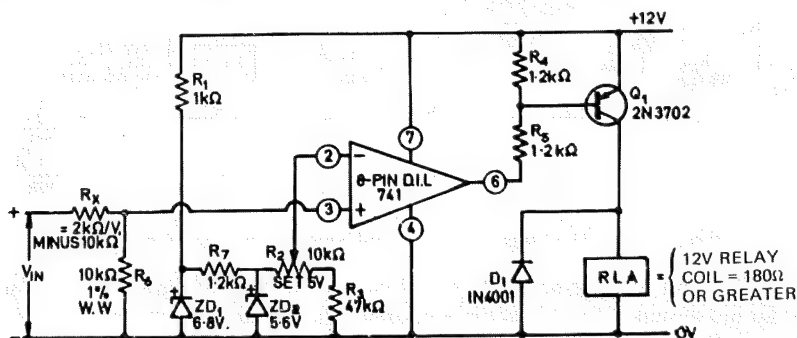 +12V
R1
1kΩ
R4
1·2kΩ
Q1
2N3702
R5
1·2kΩ
7
2
-
8-PIN D.I.L
741
6
3
+
4
+
RX
= 2kΩ/V,
MINUS 10kΩ
VIN
10kΩ
1%
W.W
R6
R7
1·2kΩ
R2
10kΩ
SET 5V
R3
47kΩ
+
ZD1
6·8V.
+
ZD2
5·6V
D1
IN4001
RLA
=
12V RELAY
COIL = 180Ω
OR GREATER
-
0V